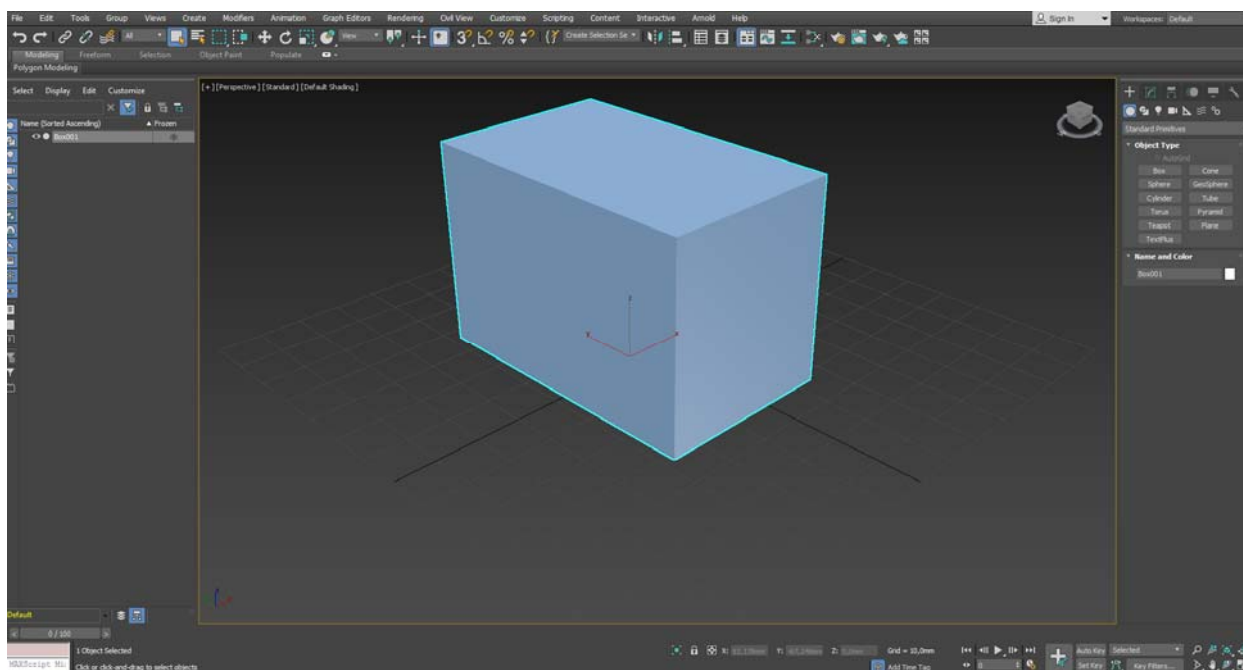 File Edit Tools Group Views Create Modifiers Animation Graph Editors Rendering Civil View Customize Scripting Content Interactive Arnold Help
Sign In
Workspaces: Default
All
View
Create Selection Se
Modeling Freeform Selection Object Paint Populate
Polygon Modeling
Select Display Edit Customize
Name (Sorted Ascending) ▲ Frozen
Box001
[+] [Perspective] [Standard] [Default Shading]
Standard Primitives
Object Type
AutoGrid
Box Cone
Sphere GeoSphere
Cylinder Tube
Torus Pyramid
Teapot Plane
TextPlus
Name and Color
Box001
z
y
x
Default
0 / 100
1 Object Selected
Click or click-and-drag to select objects
MAXScript Mi
X:
Y:
Z:
Grid = 10,0mm
Add Time Tag
0
Auto Key Selected
Set Key Key Filters...